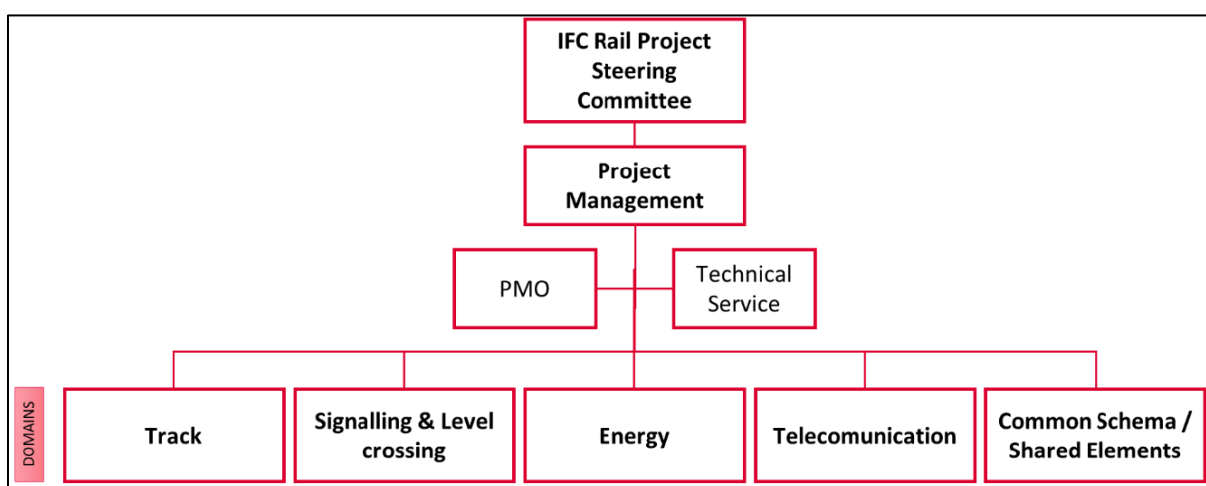 IFC Rail Project
Steering
Committee
Project
Management
PMO
Technical
Service
DOMAINS
Track
Signalling & Level
crossing
Energy
Telecomunication
Common Schema /
Shared Elements